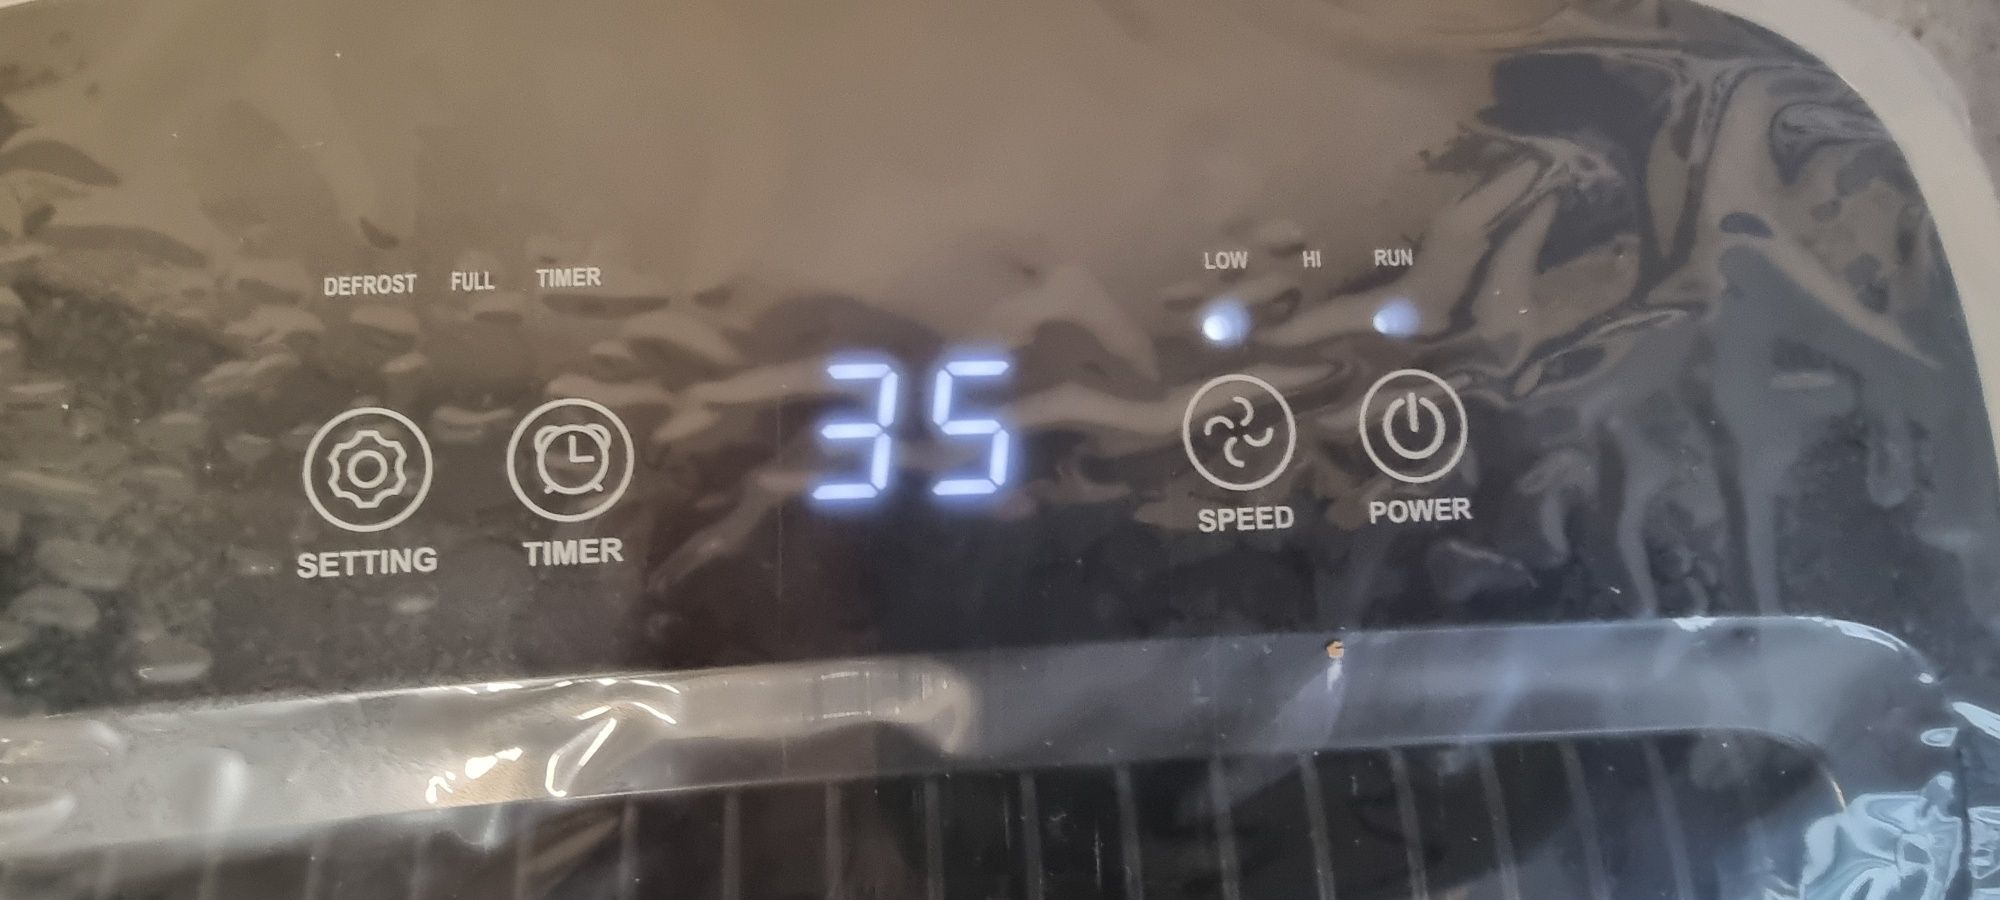 DEFROST FULL TIMER
LOW HI RUN
35
SETTING TIMER
SPEED POWER